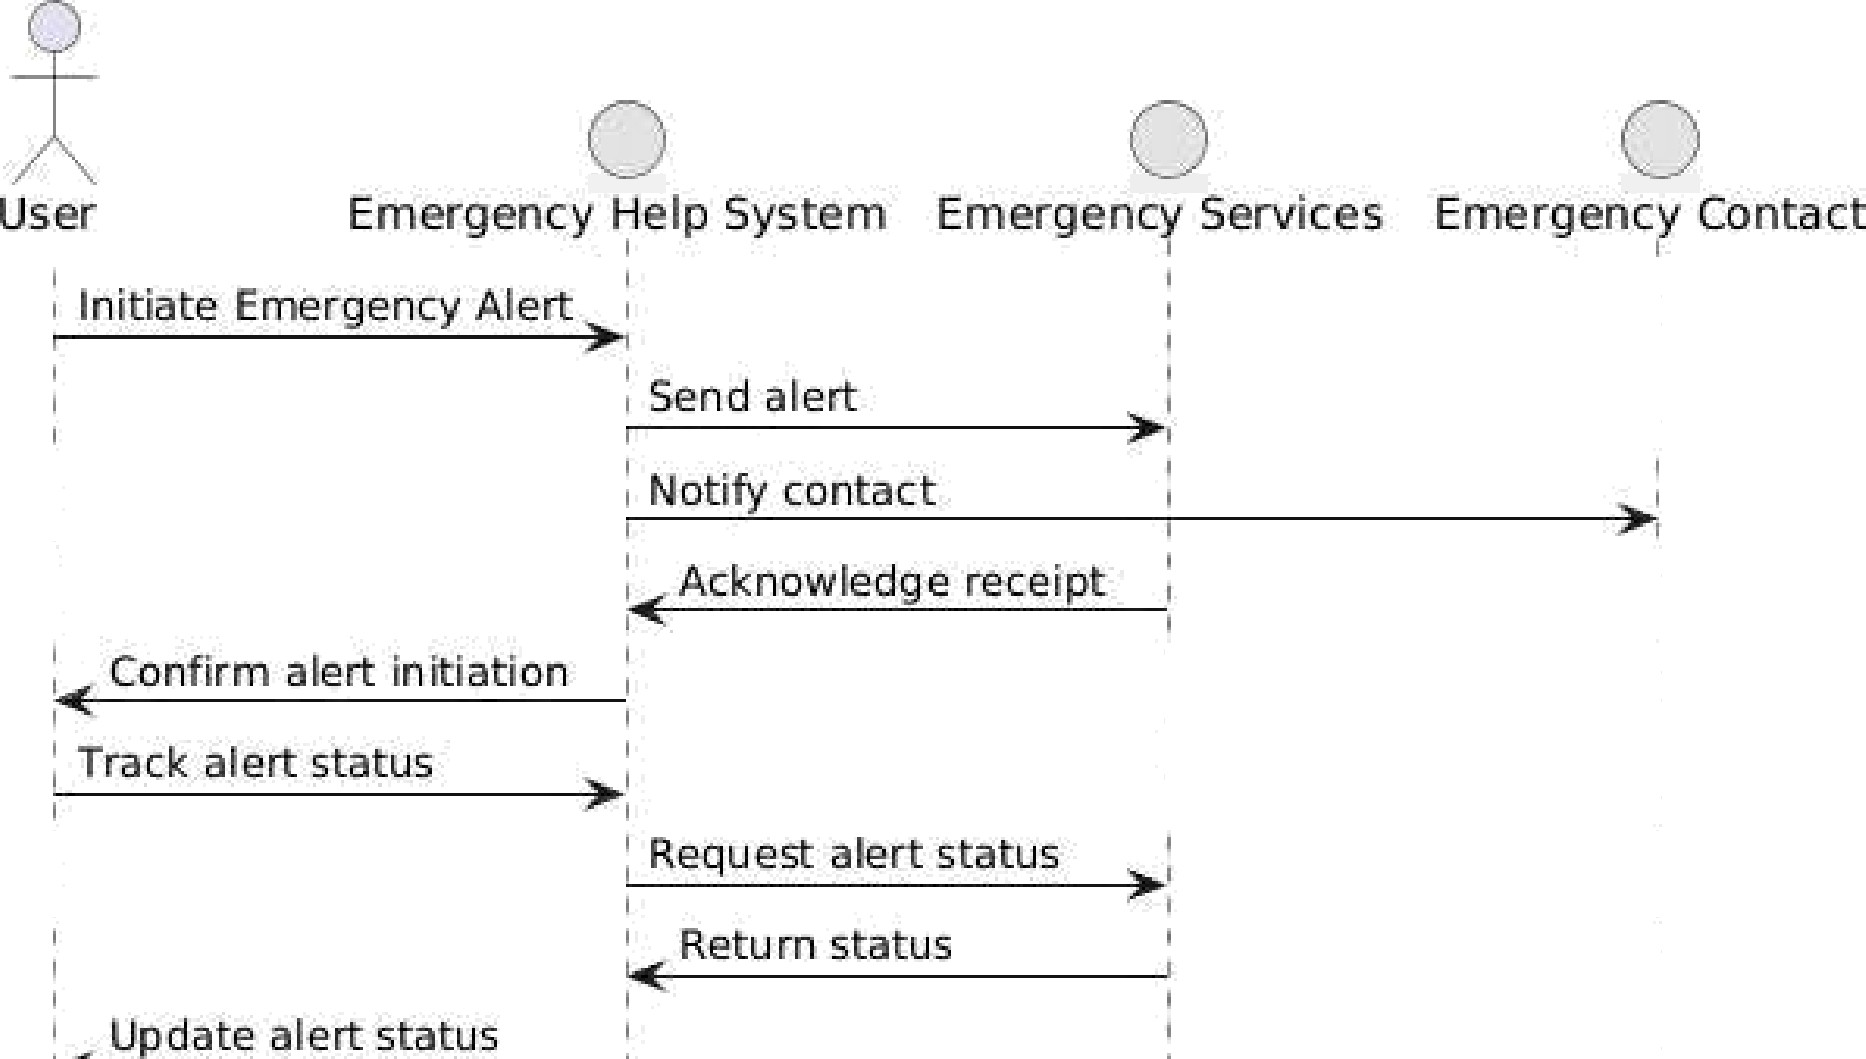 User
Emergency Help System
Emergency Services
Emergency Contact
Initiate Emergency Alert
Send alert
Notify contact
Acknowledge receipt
Confirm alert initiation
Track alert status
Request alert status
Return status
Update alert status